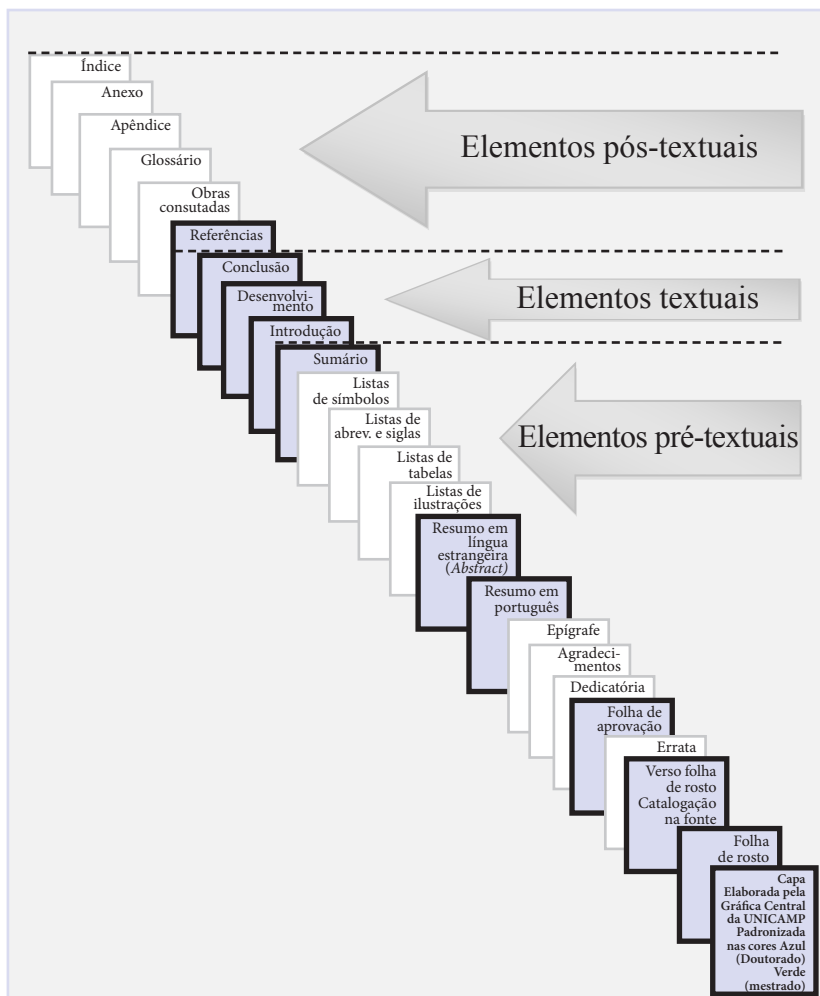 Índice
Anexo
Apêndice
Glossário
Obras
consutadas
Referências
Conclusão
Desenvolvi-
mento
Introdução
Sumário
Listas
de símbolos
Listas de
abrev. e siglas
Listas de
tabelas
Listas de
ilustrações
Resumo em
língua
estrangeira
(Abstract)
Resumo em
português
Epígrafe
Agradeci-
mentos
Dedicatória
Folha de
aprovação
Errata
Verso folha
de rosto
Catalogação
na fonte
Folha
de rosto
Capa
Elaborada pela
Gráfica Central
da UNICAMP
Padronizada
nas cores Azul
(Doutorado)
Verde
(mestrado)
Elementos pós-textuais
Elementos textuais
Elementos pré-textuais